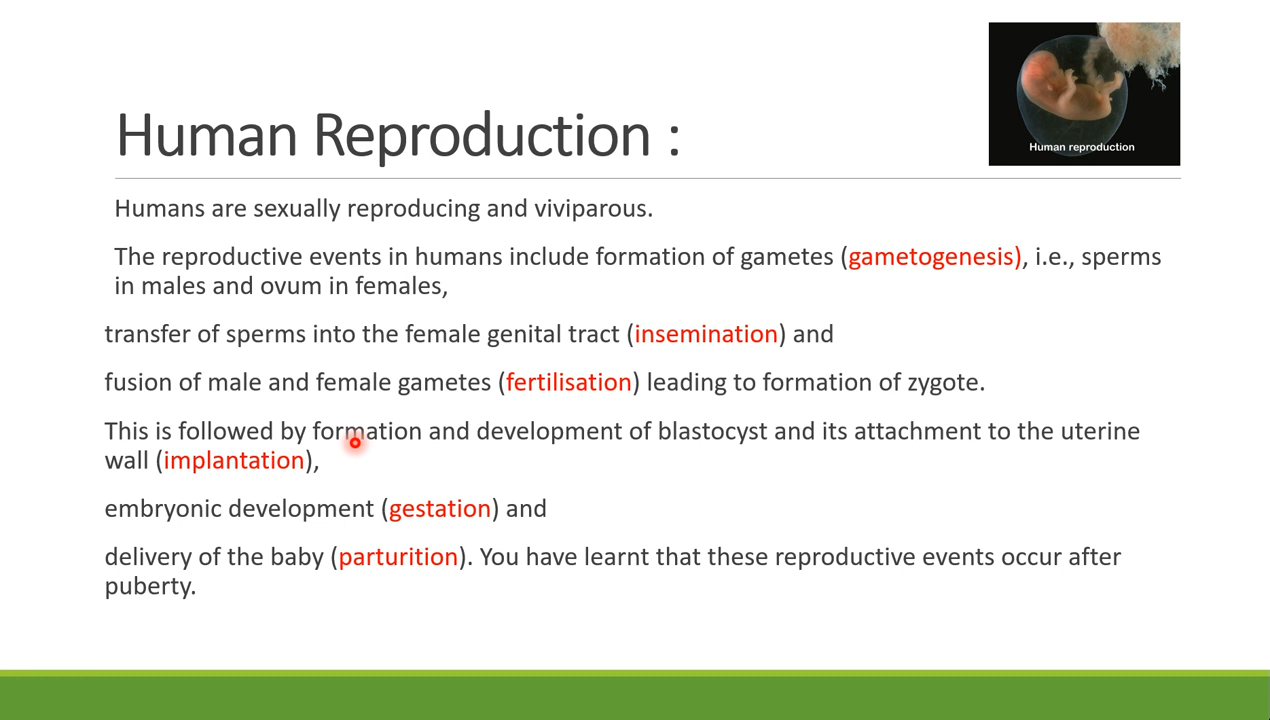 Human reproduction
Human Reproduction :
Humans are sexually reproducing and viviparous.
The reproductive events in humans include formation of gametes (gametogenesis), i.e., sperms
in males and ovum in females,
transfer of sperms into the female genital tract (insemination) and
fusion of male and female gametes (fertilisation) leading to formation of zygote.
This is followed by formation and development of blastocyst and its attachment to the uterine
wall (implantation),
embryonic development (gestation) and
delivery of the baby (parturition). You have learnt that these reproductive events occur after
puberty.